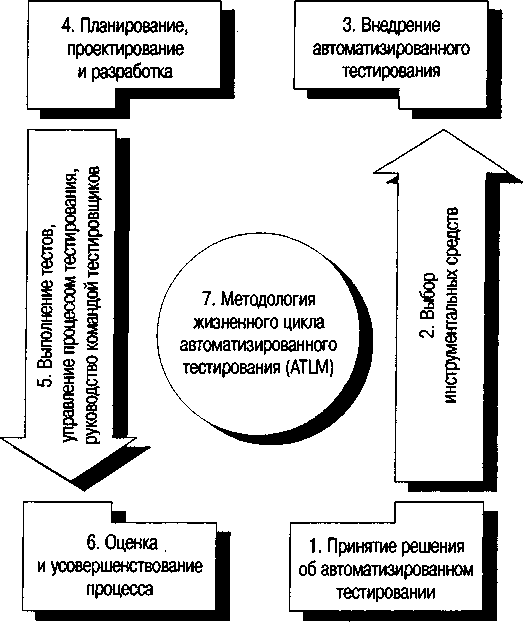 4. Планирование,
проектирование
и разработка
3. Внедрение
автоматизированного
тестирования
5. Выполнение тестов,
управление процессом тестирования,
руководство командой тестировщиков
7. Методология
жизненного цикла
автоматизированного
тестирования (ATLM)
2. Выбор
инструментальных средств
6. Оценка
и усовершенствование
процесса
1. Принятие решения
об автоматизированном
тестировании